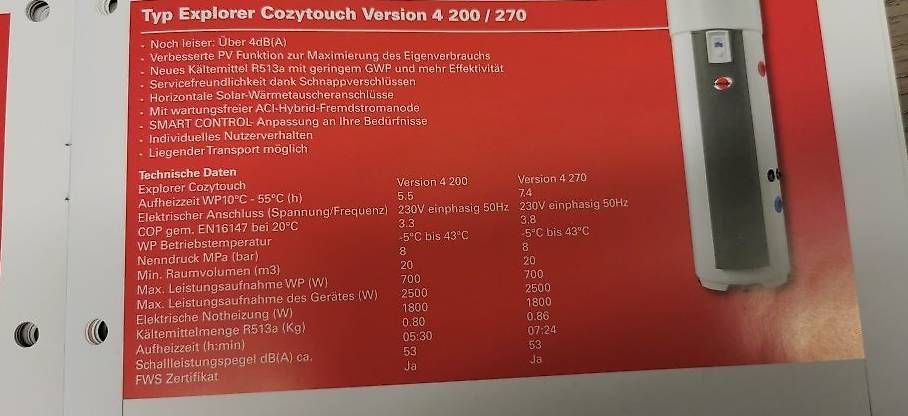 Typ Explorer Cozytouch Version 4 200 / 270
- Noch leiser: Über 4dB(A)
- Verbesserte PV Funktion zur Maximierung des Eigenverbrauchs
- Neues Kältemittel R513a mit geringem GWP und mehr Effektivität
- Servicefreundlichkeit dank Schnappverschlüssen
- Horizontale Solar-Wärmetauscheranschlüsse
- Mit wartungsfreier ACI-Hybrid-Fremdstromanode
- SMART CONTROL- Anpassung an Ihre Bedürfnisse
- Individuelles Nutzerverhalten
- Liegender Transport möglich
Technische Daten
Explorer Cozytouch Version 4 200 Version 4 270
Aufheizzeit WP10°C - 55°C (h) 5.5 7.4
Elektrischer Anschluss (Spannung/Frequenz) 230V einphasig 50Hz 230V einphasig 50Hz
COP gem. EN16147 bei 20°C 3.3 3.8
WP Betriebstemperatur -5°C bis 43°C -5°C bis 43°C
Nenndruck MPa (bar) 8 8
Min. Raumvolumen (m3) 20 20
Max. Leistungsaufnahme WP (W) 700 700
Max. Leistungsaufnahme des Gerätes (W) 2500 2500
Elektrische Notheizung (W) 1800 1800
Kältemittelmenge R513a (Kg) 0.80 0.86
Aufheizzeit (h:min) 05:30 07:24
Schallleistungspegel dB(A) ca. 53 53
FWS Zertifikat Ja Ja